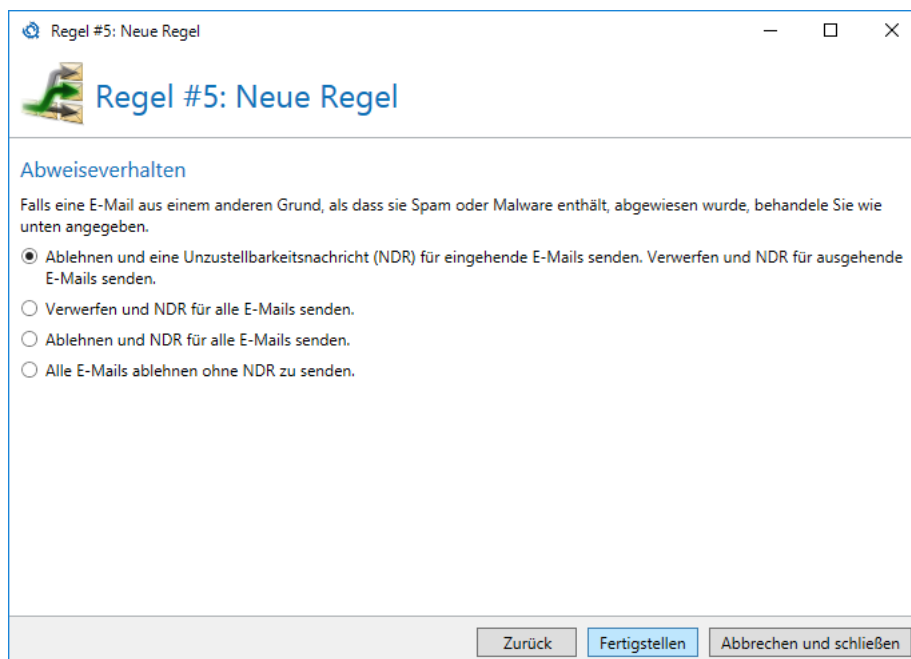 Regel #5: Neue Regel
Regel #5: Neue Regel
Abweiseverhalten
Falls eine E-Mail aus einem anderen Grund, als dass sie Spam oder Malware enthält, abgewiesen wurde, behandele Sie wie
unten angegeben.
Ablehnen und eine Unzustellbarkeitsnachricht (NDR) für eingehende E-Mails senden. Verwerfen und NDR für ausgehende
E-Mails senden.
Verwerfen und NDR für alle E-Mails senden.
Ablehnen und NDR für alle E-Mails senden.
Alle E-Mails ablehnen ohne NDR zu senden.
Zurück Fertigstellen Abbrechen und schließen